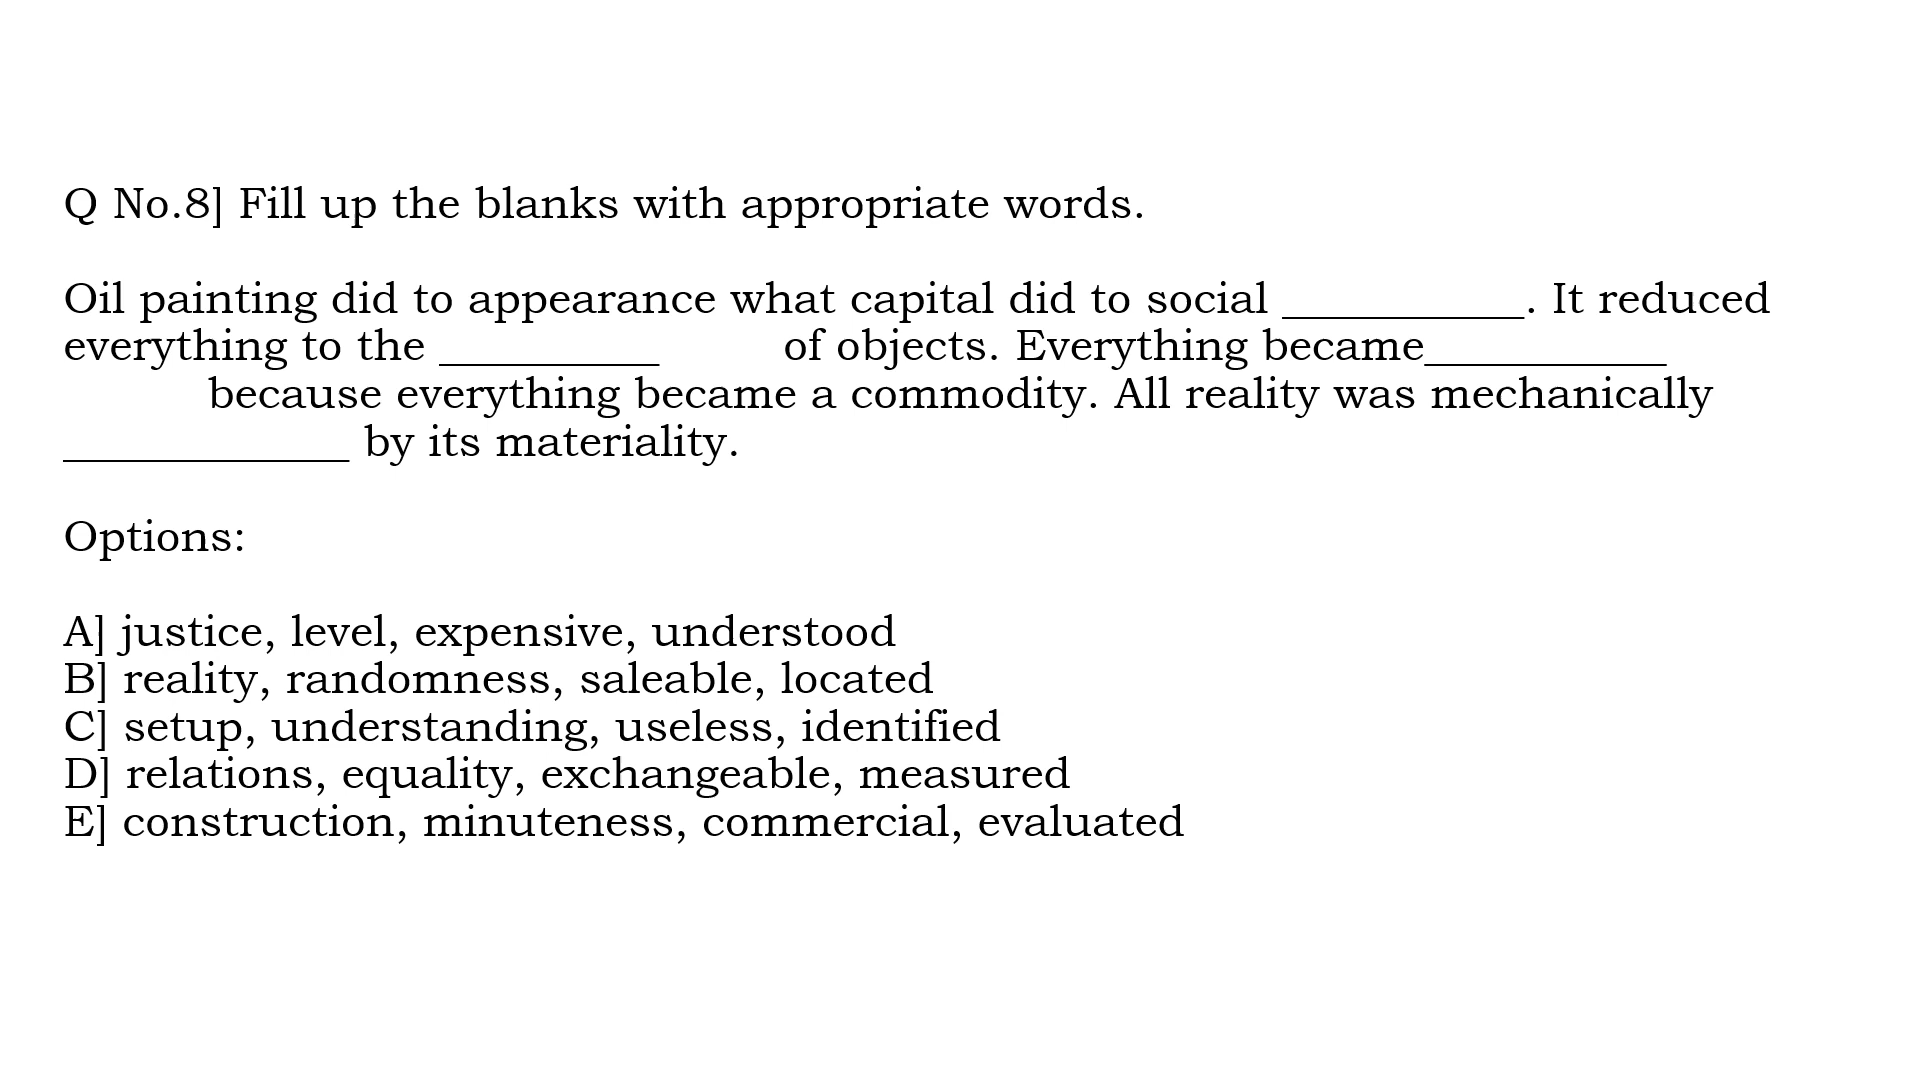 Q No.8] Fill up the blanks with appropriate words.
Oil painting did to appearance what capital did to social ___________. It reduced
everything to the __________ of objects. Everything became___________
because everything became a commodity. All reality was mechanically
_____________ by its materiality.
Options:
A] justice, level, expensive, understood
B] reality, randomness, saleable, located
C] setup, understanding, useless, identified
D] relations, equality, exchangeable, measured
E] construction, minuteness, commercial, evaluated